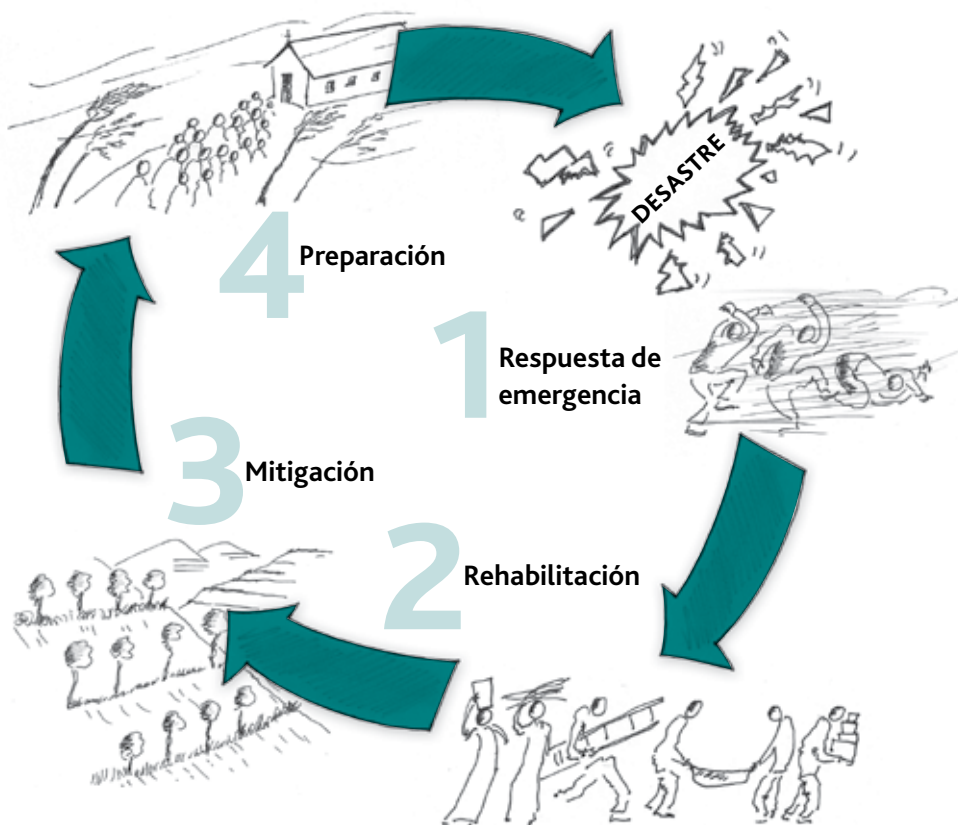 DESASTRE
4
Preparación
1
Respuesta de
emergencia
3
Mitigación
2
Rehabilitación